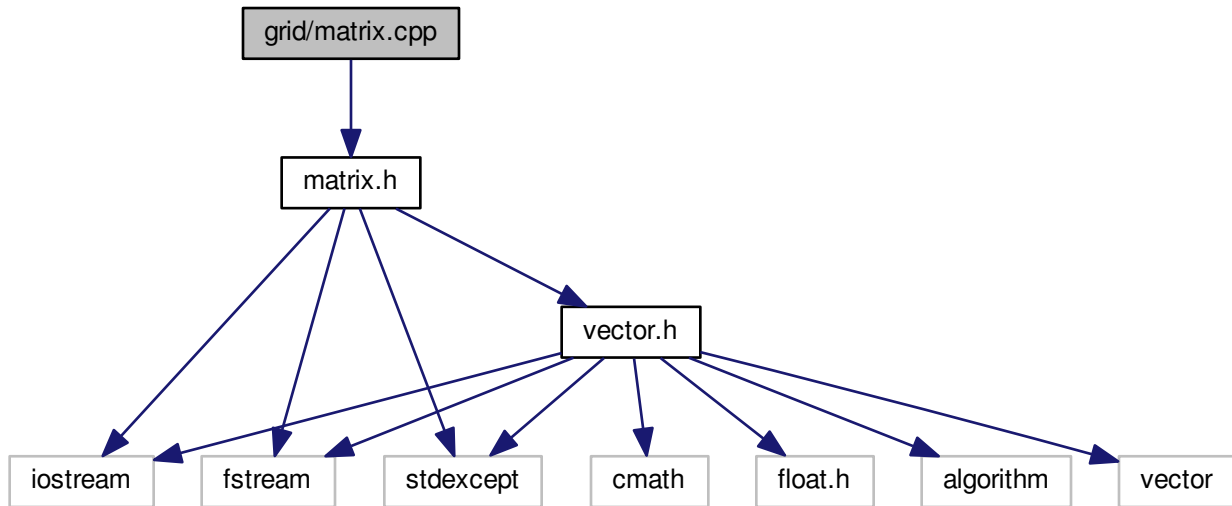 grid/matrix.cpp
matrix.h
vector.h
iostream
fstream
stdexcept
cmath
float.h
algorithm
vector